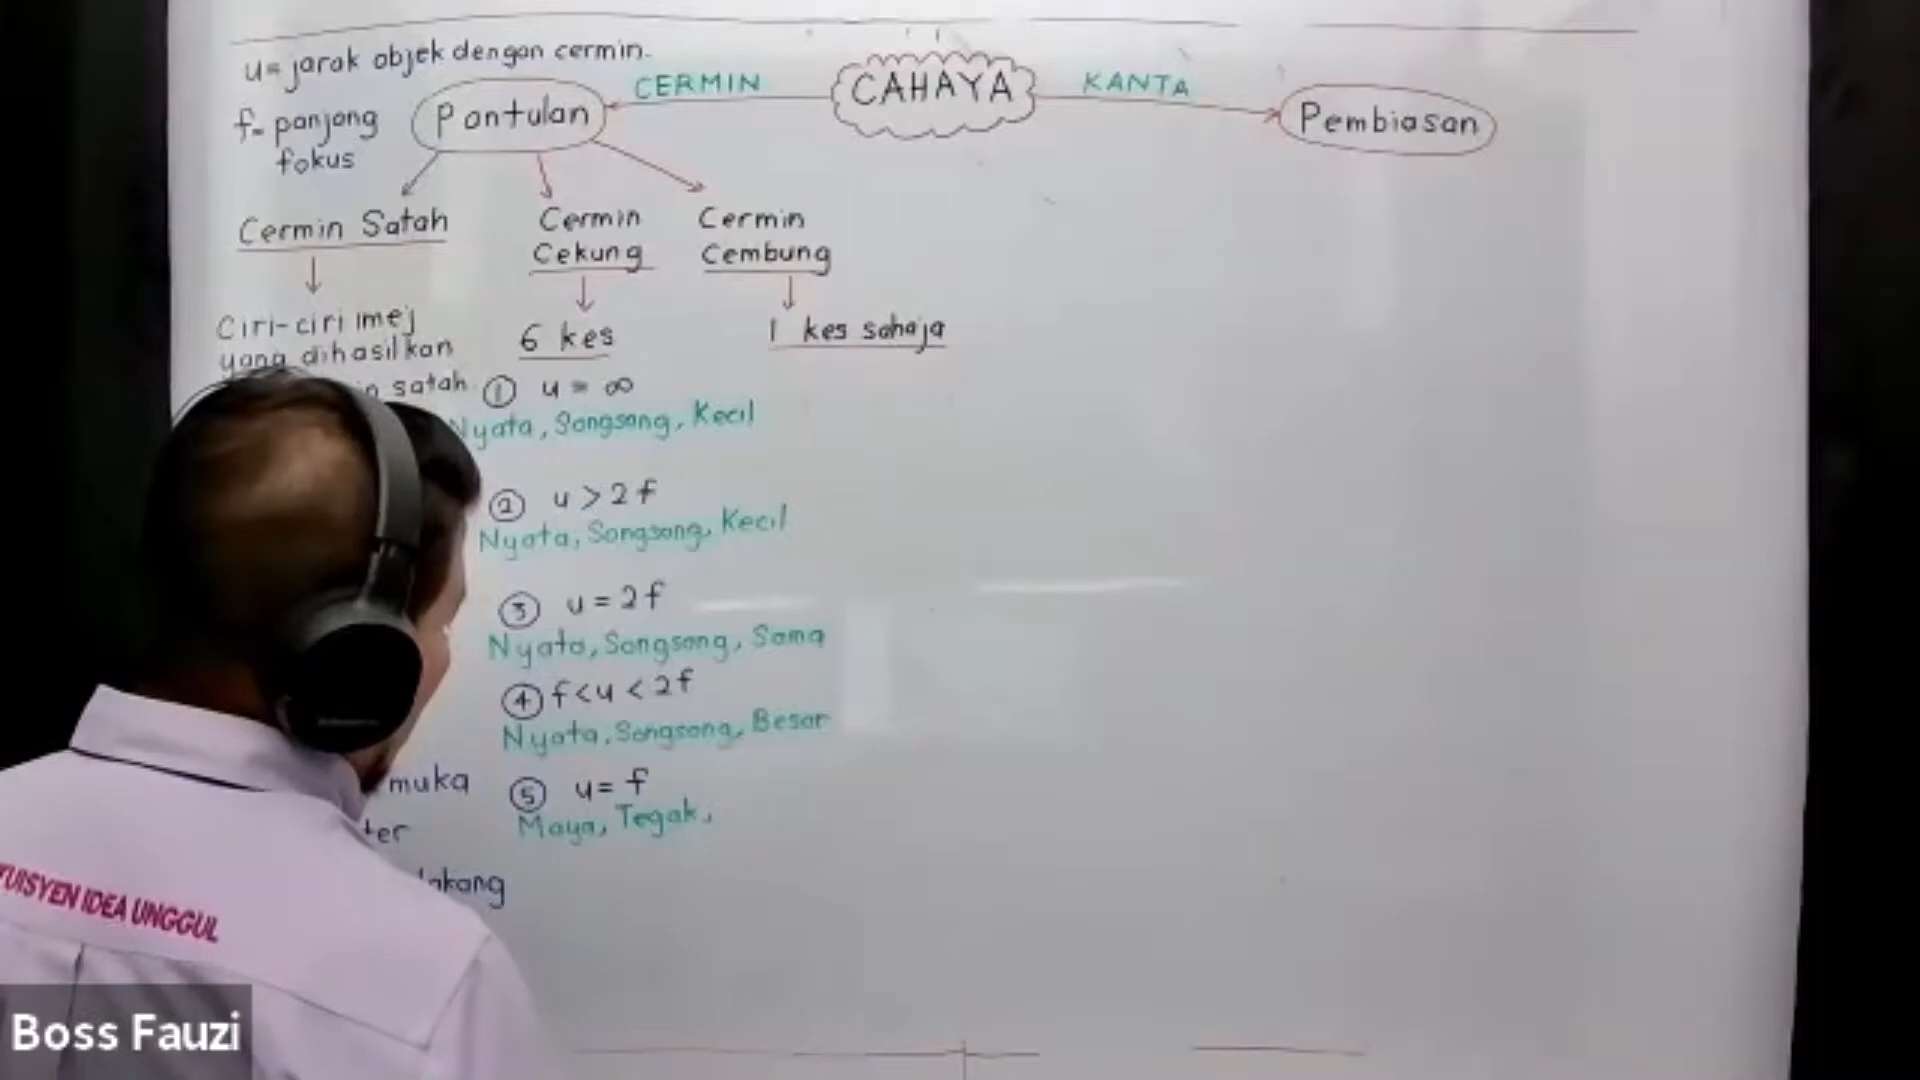 u= jarak objek dengan cermin.
f= panjang
fokus
CERMIN
CAHAYA
KANTA
Pantulan
Pembiasan
Cermin Satah
Cermin
Cekung
Cermin
Cembung
Ciri-ciri imej
yang dihasilkan
satah
6 kes
1 kes sahaja
① u = ∞
Nyata, Songsang, Kecil
② u > 2f
Nyata, Songsang, Kecil
③ u = 2f
Nyata, Songsang, Sama
④ f < u < 2f
Nyata, Songsang, Besar
muka
⑤ u = f
Maya, Tegak,
TUISYEN IDEA UNGGUL
Boss Fauzi